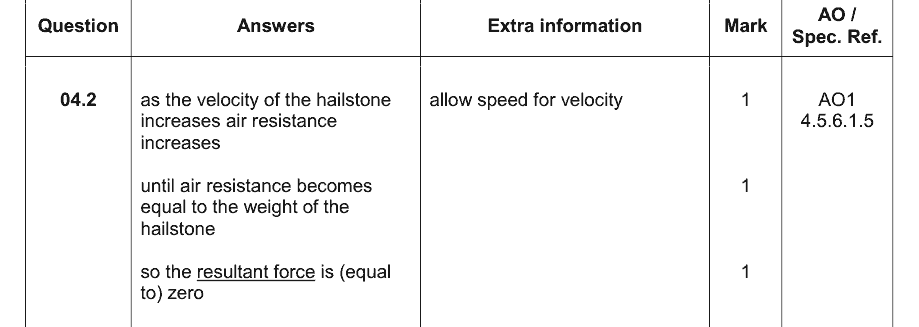 Question Answers Extra information Mark AO /
Spec. Ref.
04.2 as the velocity of the hailstone allow speed for velocity 1 AO1
increases air resistance 4.5.6.1.5
increases
until air resistance becomes 1
equal to the weight of the
hailstone
so the resultant force is (equal 1
to) zero